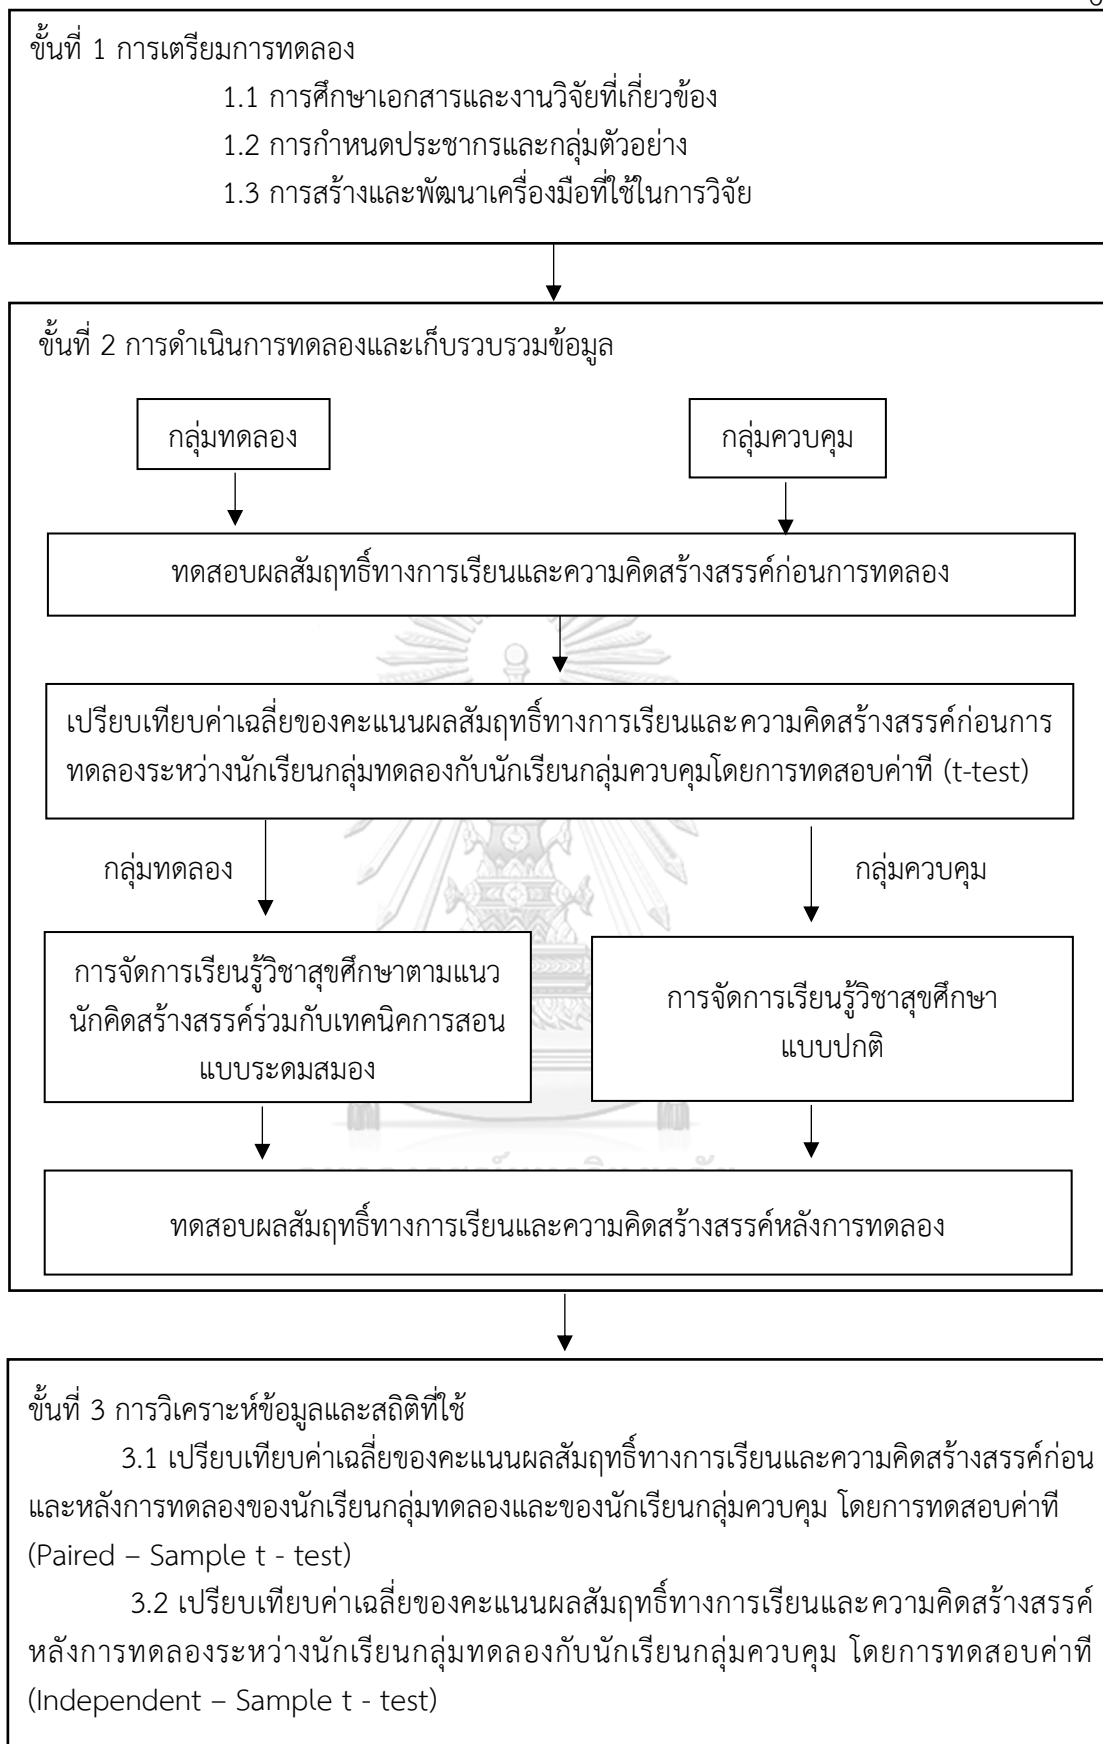 ขั้นที่ 1 การเตรียมการทดลอง
1.1 การศึกษาเอกสารและงานวิจัยที่เกี่ยวข้อง
1.2 การกำหนดประชากรและกลุ่มตัวอย่าง
1.3 การสร้างและพัฒนาเครื่องมือที่ใช้ในการวิจัย
ขั้นที่ 2 การดำเนินการทดลองและเก็บรวบรวมข้อมูล
กลุ่มทดลอง
กลุ่มควบคุม
ทดสอบผลสัมฤทธิ์ทางการเรียนและความคิดสร้างสรรค์ก่อนการทดลอง
เปรียบเทียบค่าเฉลี่ยของคะแนนผลสัมฤทธิ์ทางการเรียนและความคิดสร้างสรรค์ก่อนการ
ทดลองระหว่างนักเรียนกลุ่มทดลองกับนักเรียนกลุ่มควบคุมโดยการทดสอบค่าที (t-test)
กลุ่มทดลอง
กลุ่มควบคุม
การจัดการเรียนรู้วิชาสุขศึกษาตามแนว
นักคิดสร้างสรรค์ร่วมกับเทคนิคการสอน
แบบระดมสมอง
การจัดการเรียนรู้วิชาสุขศึกษา
แบบปกติ
ทดสอบผลสัมฤทธิ์ทางการเรียนและความคิดสร้างสรรค์หลังการทดลอง
ขั้นที่ 3 การวิเคราะห์ข้อมูลและสถิติที่ใช้
3.1 เปรียบเทียบค่าเฉลี่ยของคะแนนผลสัมฤทธิ์ทางการเรียนและความคิดสร้างสรรค์ก่อน
และหลังการทดลองของนักเรียนกลุ่มทดลองและของนักเรียนกลุ่มควบคุม โดยการทดสอบค่าที
(Paired – Sample t - test)
3.2 เปรียบเทียบค่าเฉลี่ยของคะแนนผลสัมฤทธิ์ทางการเรียนและความคิดสร้างสรรค์
หลังการทดลองระหว่างนักเรียนกลุ่มทดลองกับนักเรียนกลุ่มควบคุม โดยการทดสอบค่าที
(Independent – Sample t - test)